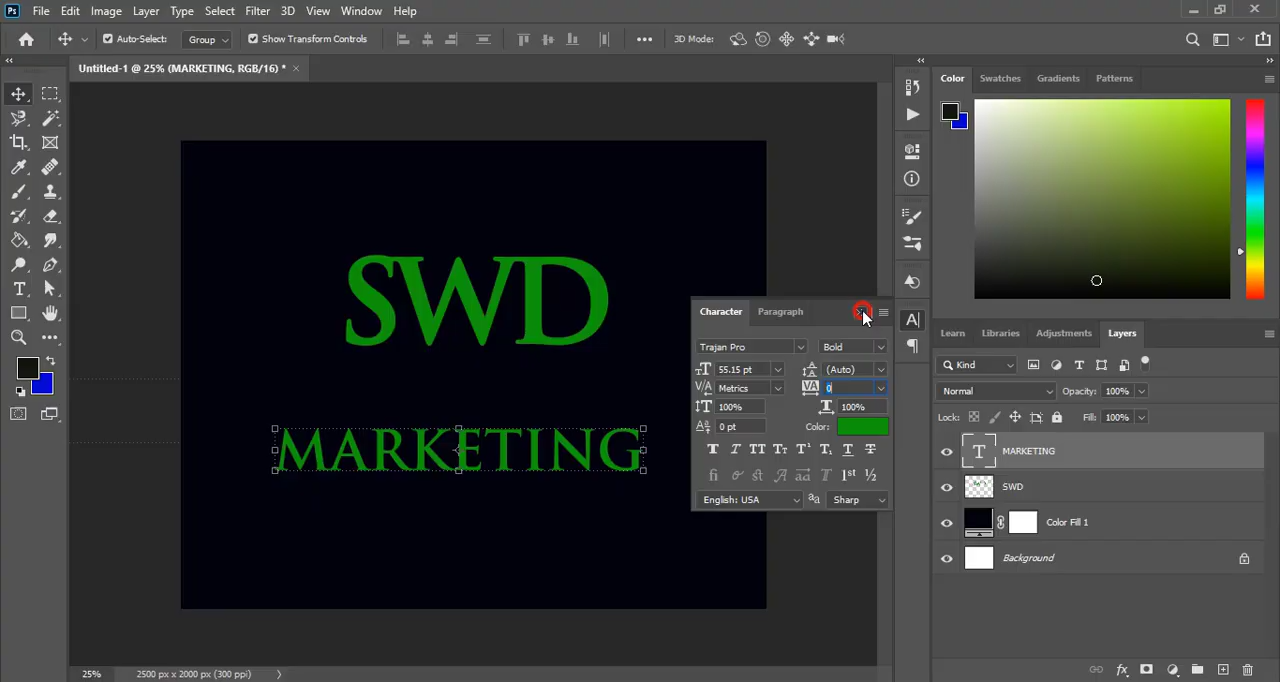 Ps File Edit Image Layer Type Select Filter 3D View Window Help
Auto-Select: Group Show Transform Controls 3D Mode:
Untitled-1 @ 25% (MARKETING, RGB/16) *
Color Swatches Gradients Patterns
SWD
MARKETING
Character Paragraph
Trajan Pro Bold
55.15 pt (Auto)
Metrics 0
100% 100%
0 pt Color:
English: USA aa Sharp
Learn Libraries Adjustments Layers
Kind
Normal Opacity: 100%
Lock: Fill: 100%
MARKETING
SWD
Color Fill 1
Background
25% 2500 px x 2000 px (300 ppi)